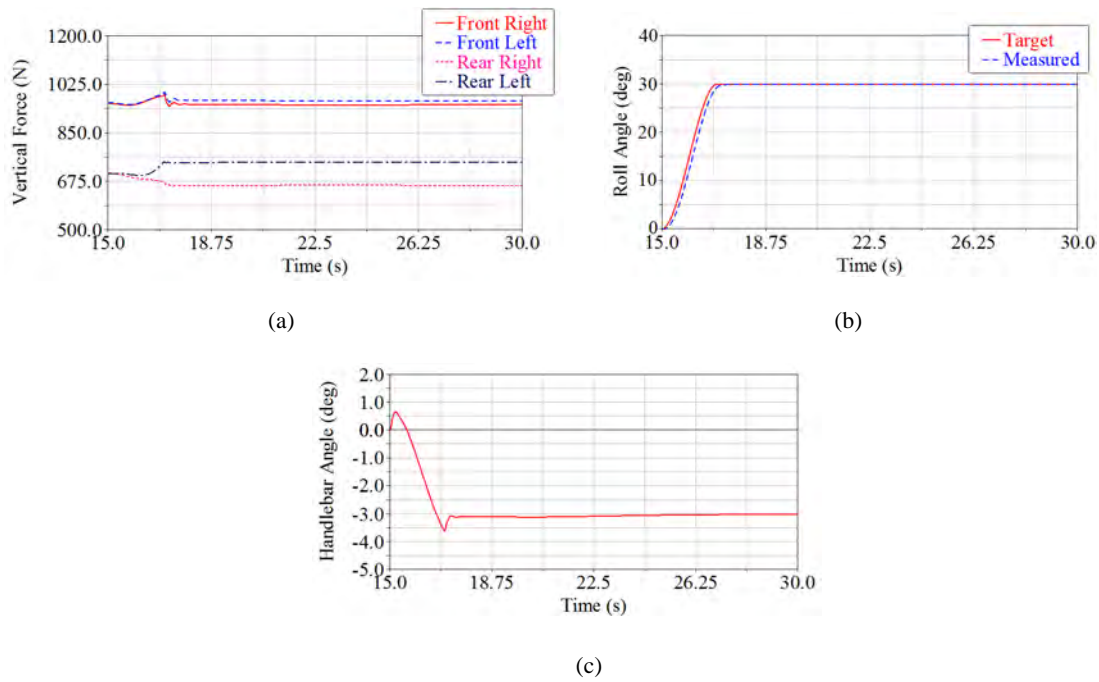 Front Right
Front Left
Rear Right
Rear Left
Vertical Force (N)
1200.0
1025.0
850.0
675.0
500.0
15.0 18.75 22.5 26.25 30.0
Time (s)
(a)
Target
Measured
Roll Angle (deg)
40
30
20
10
0
15.0 18.75 22.5 26.25 30.0
Time (s)
(b)
Handlebar Angle (deg)
2.0
1.0
0.0
-1.0
-2.0
-3.0
-4.0
-5.0
15.0 18.75 22.5 26.25 30.0
Time (s)
(c)